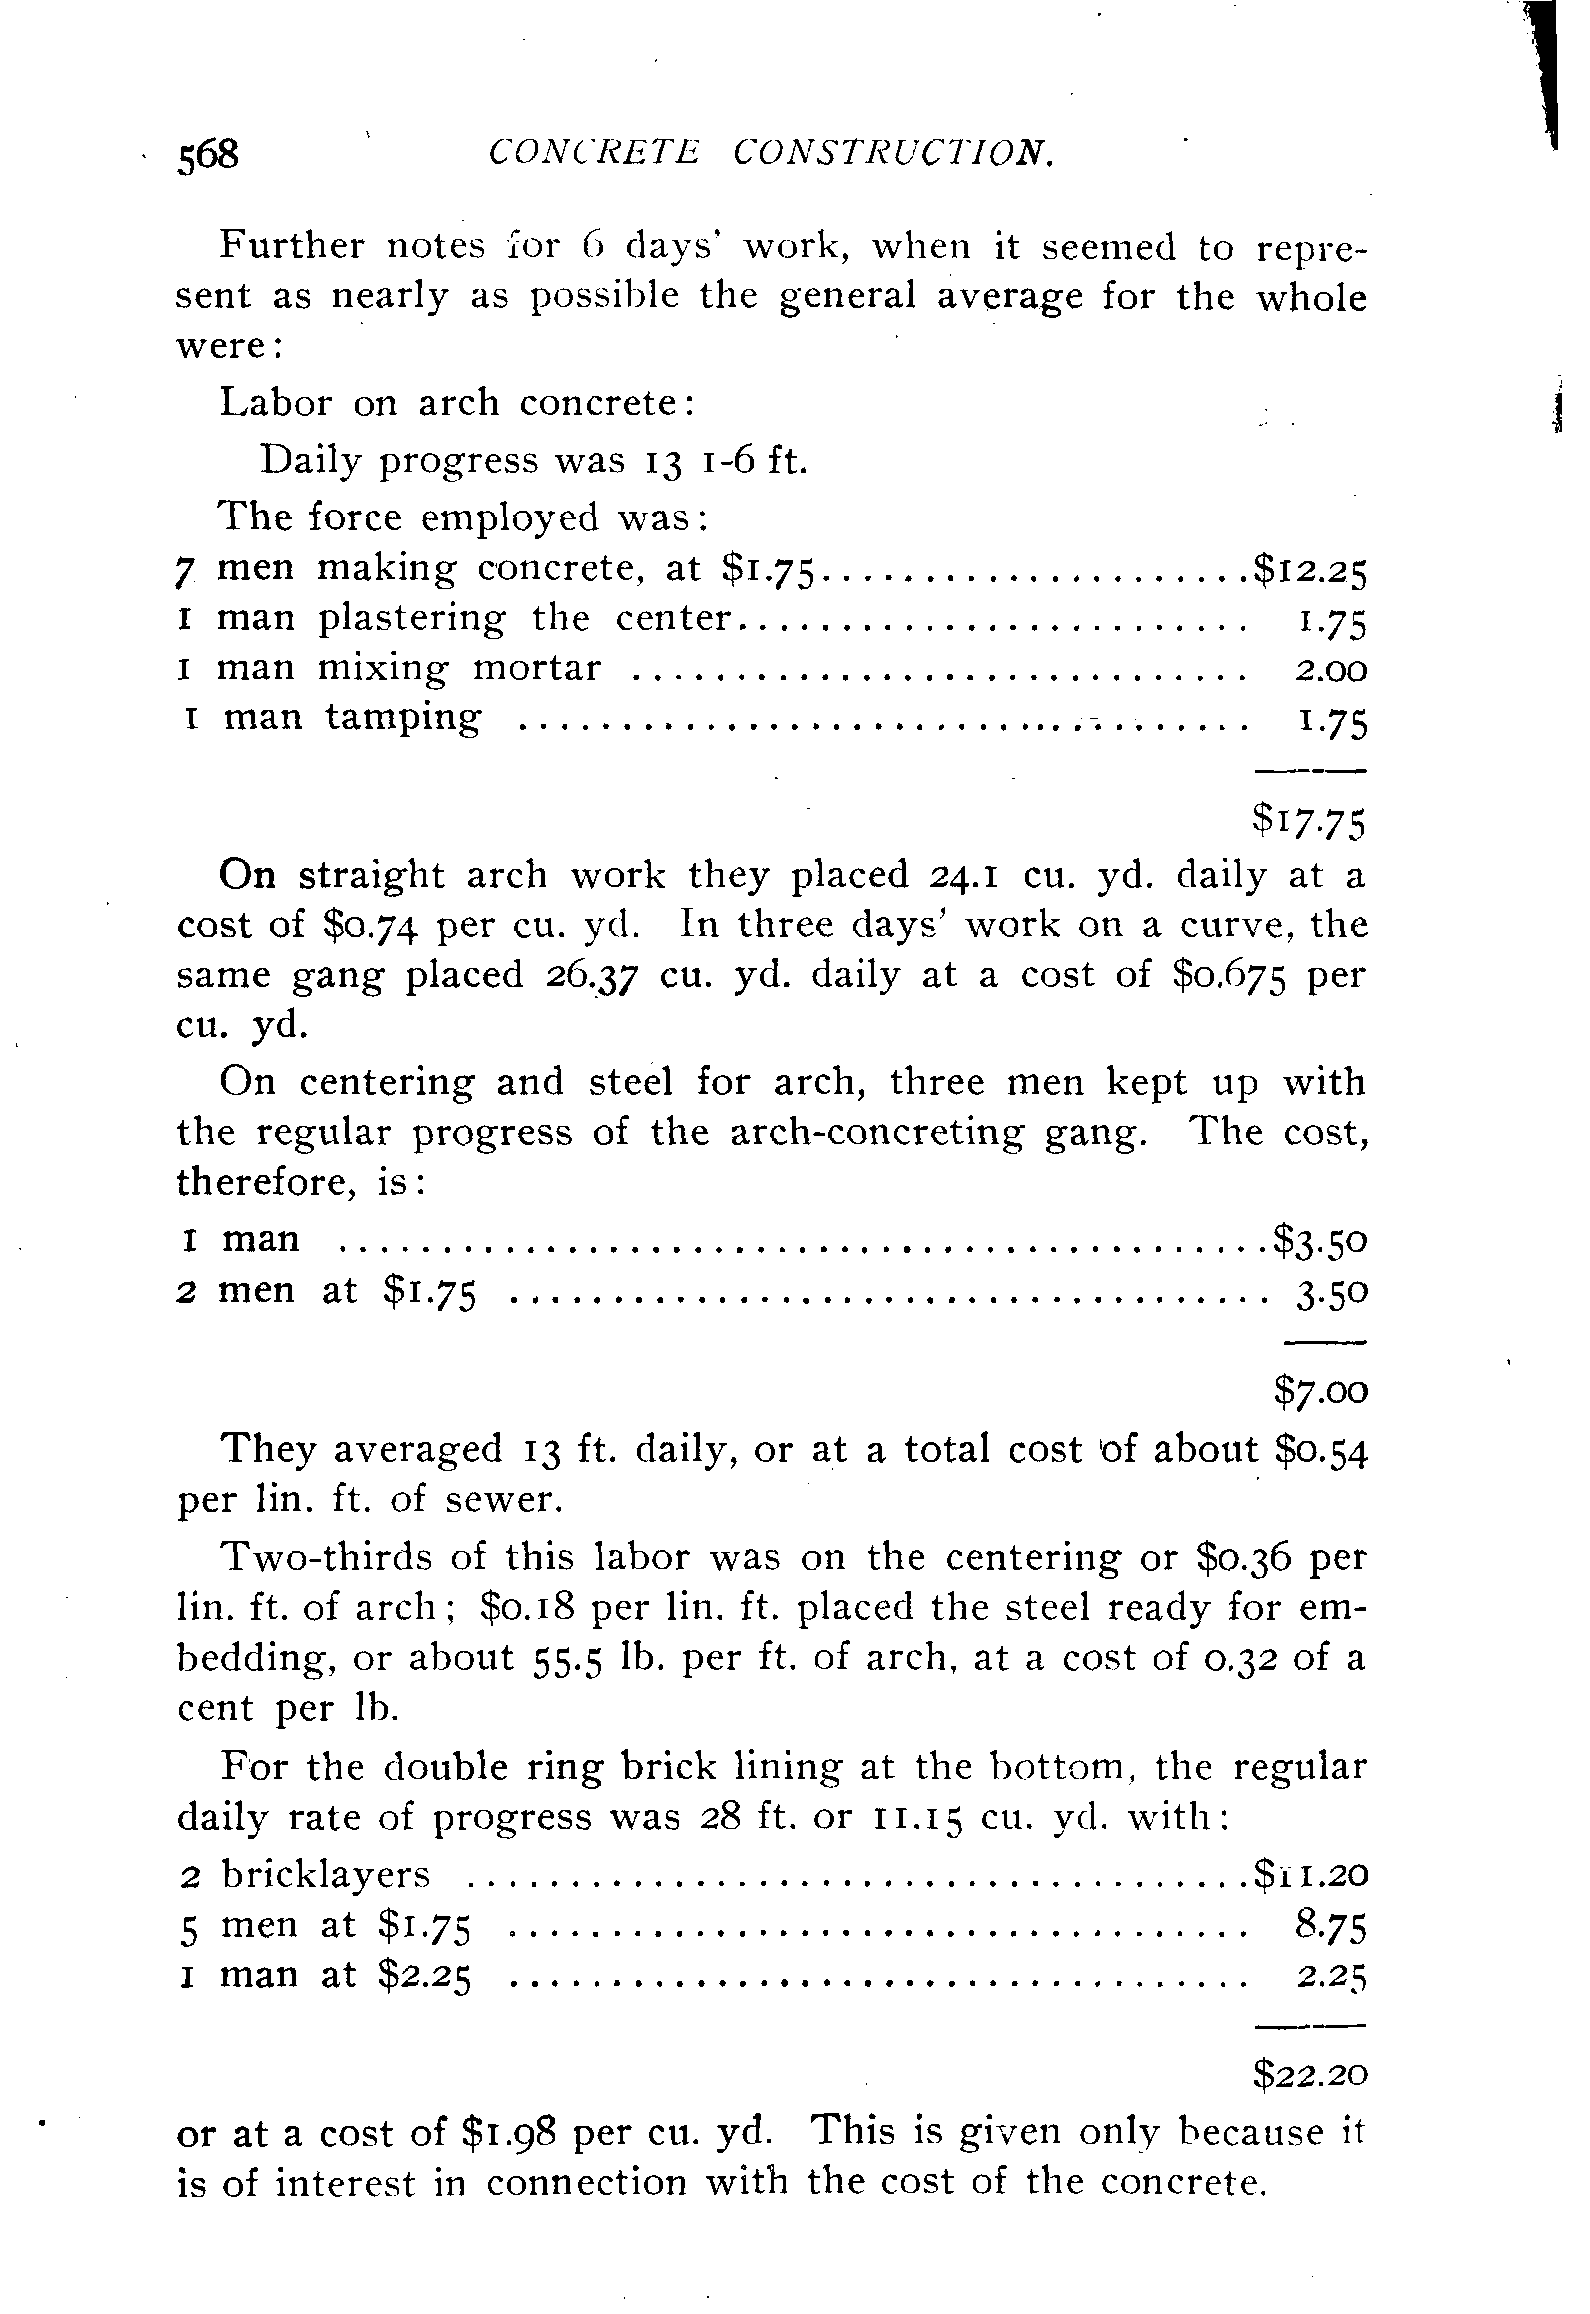 568 CONCRETE CONSTRUCTION.
Further notes for 6 days' work, when it seemed to repre-
sent as nearly as possible the general average for the whole
were:
Labor on arch concrete:
Daily progress was 13 1-6 ft.
The force employed was:
7 men making concrete, at $1.75.....................$12.25
1 man plastering the center......................... 1.75
1 man mixing mortar .............................. 2.00
1 man tamping .................................... 1.75
$17.75
On straight arch work they placed 24.1 cu. yd. daily at a
cost of $0.74 per cu. yd. In three days' work on a curve, the
same gang placed 26.37 cu. yd. daily at a cost of $0.675 per
cu. yd.
On centering and steel for arch, three men kept up with
the regular progress of the arch-concreting gang. The cost,
therefore, is:
1 man .............................................$3.50
2 men at $1.75 ..................................... 3.50
$7.00
They averaged 13 ft. daily, or at a total cost of about $0.54
per lin. ft. of sewer.
Two-thirds of this labor was on the centering or $0.36 per
lin. ft. of arch; $0.18 per lin. ft. placed the steel ready for em-
bedding, or about 55.5 lb. per ft. of arch, at a cost of 0.32 of a
cent per lb.
For the double ring brick lining at the bottom, the regular
daily rate of progress was 28 ft. or 11.15 cu. yd. with:
2 bricklayers ......................................$11.20
5 men at $1.75 .................................... 8.75
1 man at $2.25 .................................... 2.25
$22.20
or at a cost of $1.98 per cu. yd. This is given only because it
is of interest in connection with the cost of the concrete.